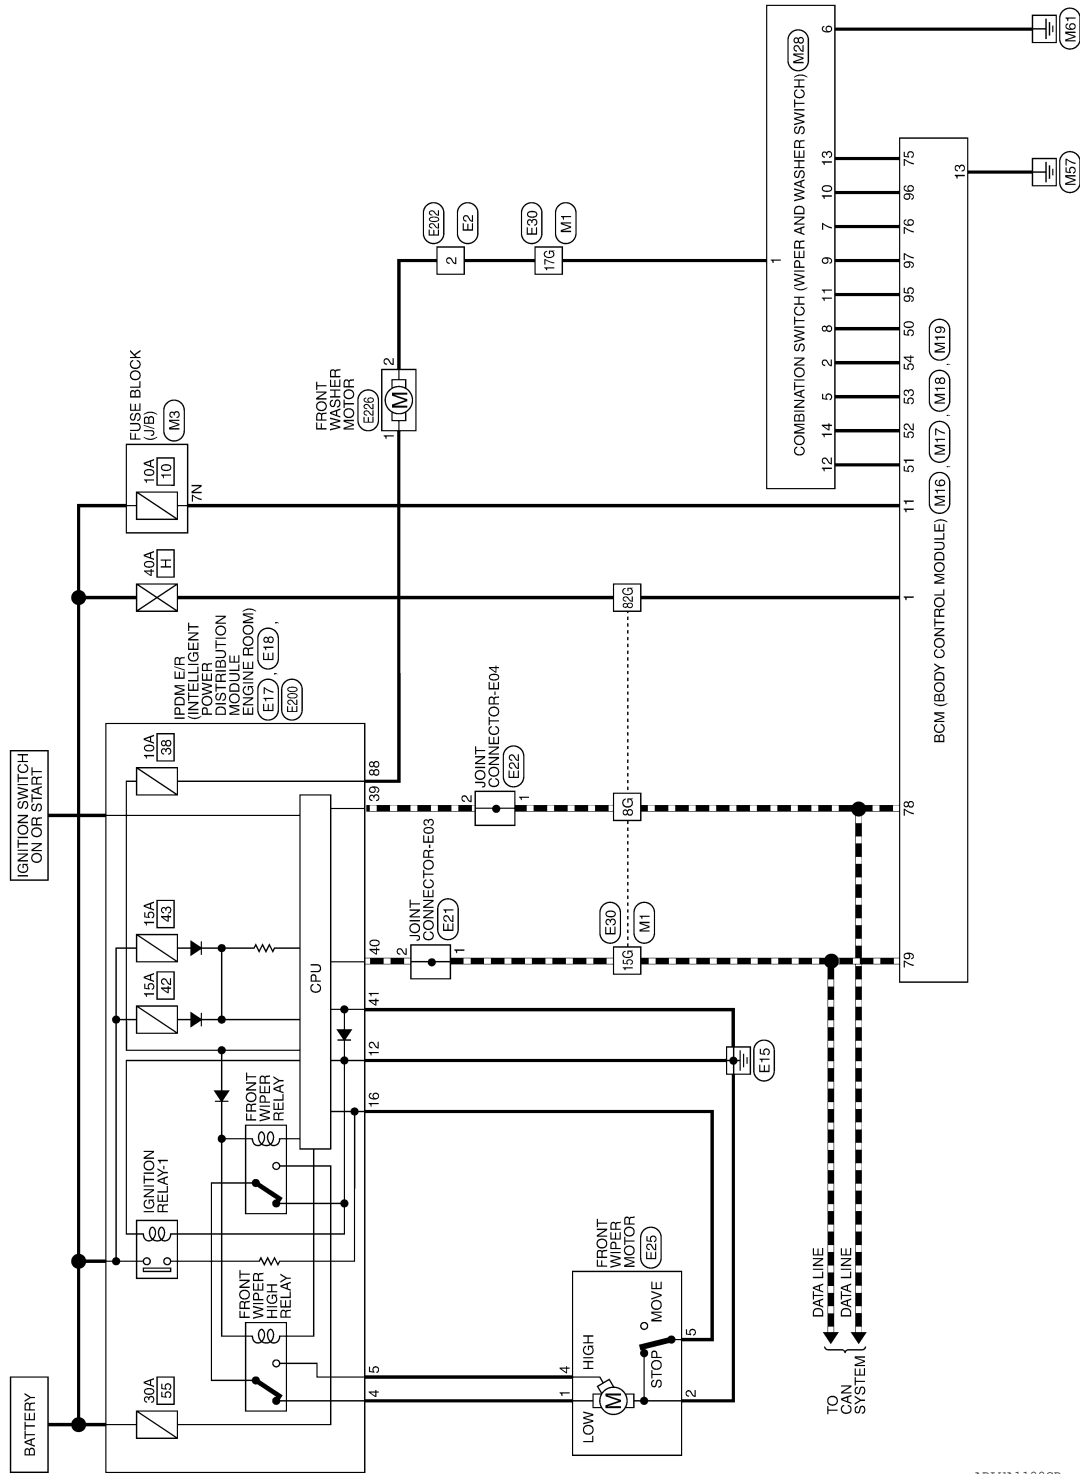 BATTERY
IGNITION SWITCH
ON OR START
30A
55
FRONT
WIPER
HIGH
RELAY
IGNITION
RELAY-1
FRONT
WIPER
RELAY
15A
42
15A
43
CPU
10A
38
IPDM E/R
(INTELLIGENT
POWER
DISTRIBUTION
MODULE
ENGINE ROOM)
E17 , E18 ,
E200
40A
H
10A
10
FUSE BLOCK
(J/B)
M3
7N
4
5
16
12
41
40
39
88
FRONT
WASHER
MOTOR
E226
1
M
2
2
E202
E2
17G
E30
M1
JOINT
CONNECTOR-E03
E21
2
1
JOINT
CONNECTOR-E04
E22
2
1
FRONT
WIPER
MOTOR
E25
1
4
LOW
HIGH
M
STOP
MOVE
2
5
E15
E30
M1
15G
8G
82G
DATA LINE
DATA LINE
TO
CAN
SYSTEM
1
COMBINATION SWITCH (WIPER AND WASHER SWITCH) M28
12
14
5
2
8
11
9
7
10
13
6
79
78
1
11
51
52
53
54
50
95
97
76
96
75
BCM (BODY CONTROL MODULE) M16 , M17 , M18 , M19
13
M57
M61